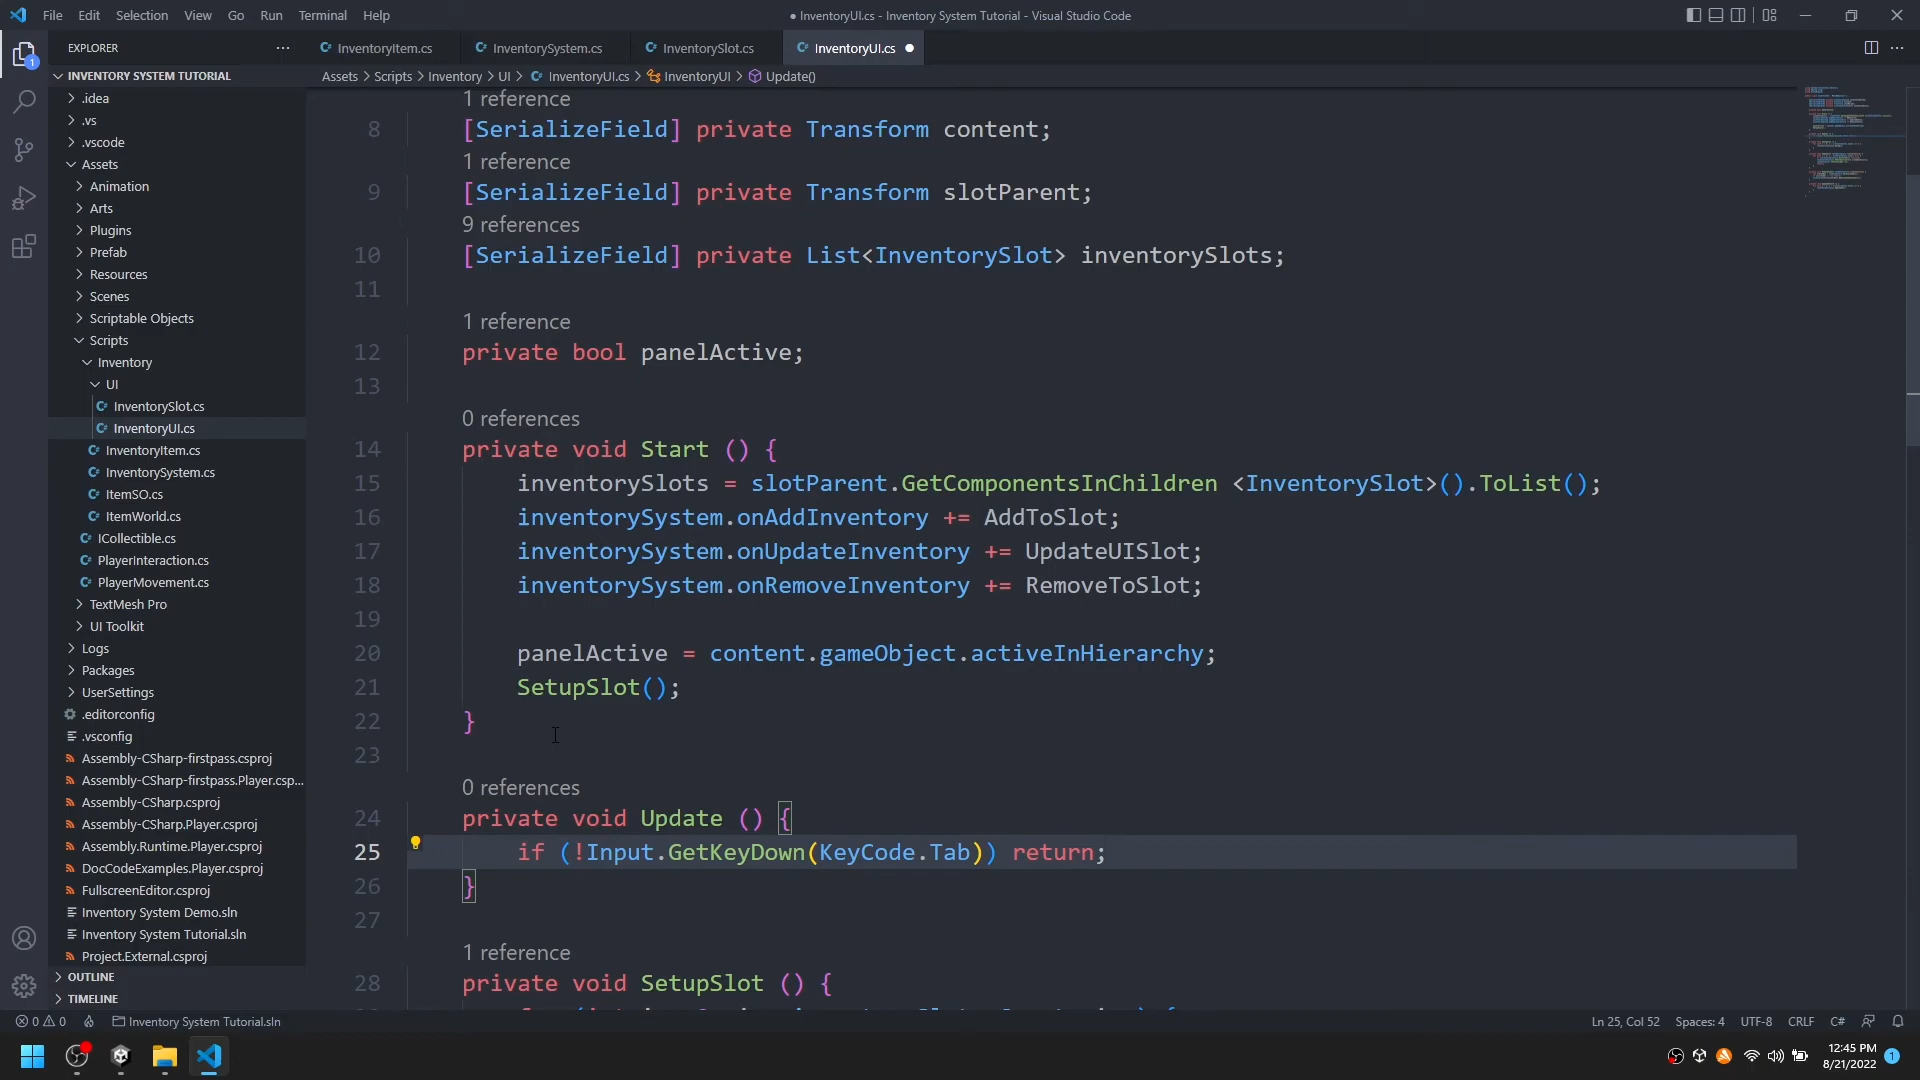 File Edit Selection View Go Run Terminal Help
● InventoryUI.cs - Inventory System Tutorial - Visual Studio Code
EXPLORER
InventoryItem.cs
InventorySystem.cs
InventorySlot.cs
InventoryUI.cs
Assets > Scripts > Inventory > UI > InventoryUI.cs > InventoryUI > Update()
1
INVENTORY SYSTEM TUTORIAL
.idea
.vs
.vscode
Assets
Animation
Arts
Plugins
Prefab
Resources
Scenes
Scriptable Objects
Scripts
Inventory
UI
InventorySlot.cs
InventoryUI.cs
InventoryItem.cs
InventorySystem.cs
ItemSO.cs
ItemWorld.cs
ICollectible.cs
PlayerInteraction.cs
PlayerMovement.cs
TextMesh Pro
UI Toolkit
Logs
Packages
UserSettings
.editorconfig
.vsconfig
Assembly-CSharp-firstpass.csproj
Assembly-CSharp-firstpass.Player.csp...
Assembly-CSharp.csproj
Assembly-CSharp.Player.csproj
Assembly.Runtime.Player.csproj
DocCodeExamples.Player.csproj
FullscreenEditor.csproj
Inventory System Demo.sln
Inventory System Tutorial.sln
Project.External.csproj
OUTLINE
TIMELINE
1 reference
8 [SerializeField] private Transform content;
1 reference
9 [SerializeField] private Transform slotParent;
9 references
10 [SerializeField] private List<InventorySlot> inventorySlots;
11
1 reference
12 private bool panelActive;
13
0 references
14 private void Start () {
15 inventorySlots = slotParent.GetComponentsInChildren <InventorySlot>().ToList();
16 inventorySystem.onAddInventory += AddToSlot;
17 inventorySystem.onUpdateInventory += UpdateUISlot;
18 inventorySystem.onRemoveInventory += RemoveToSlot;
19
20 panelActive = content.gameObject.activeInHierarchy;
21 SetupSlot();
22 }
23
0 references
24 private void Update () {
25 if (!Input.GetKeyDown(KeyCode.Tab)) return;
26 }
27
1 reference
28 private void SetupSlot () {
0 0 Inventory System Tutorial.sln
Ln 25, Col 52 Spaces: 4 UTF-8 CRLF C#
12:45 PM
8/21/2022
1